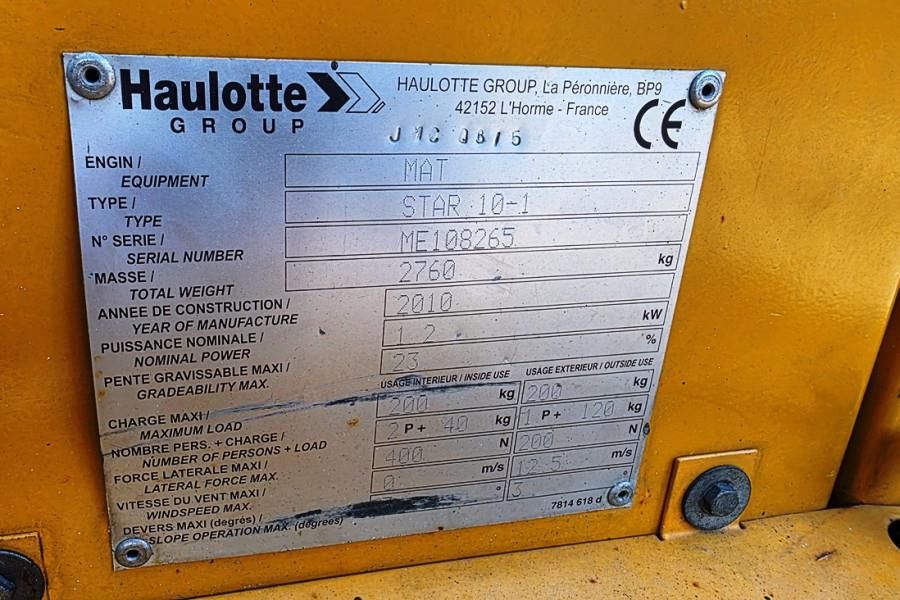 Haulotte
GROUP
HAULOTTE GROUP, La Péronnière, BP9
42152 L'Horme - France
CE
ENGIN /
EQUIPMENT
MAT
TYPE /
TYPE
STAR 10-1
N° SERIE /
SERIAL NUMBER
ME108265
MASSE /
TOTAL WEIGHT
2760 kg
ANNEE DE CONSTRUCTION /
YEAR OF MANUFACTURE
2010
PUISSANCE NOMINALE /
NOMINAL POWER
1.2 kW
PENTE GRAVISSABLE MAXI /
GRADEABILITY MAX.
23 %
USAGE INTERIEUR / INSIDE USE USAGE EXTERIEUR / OUTSIDE USE
CHARGE MAXI /
MAXIMUM LOAD
200 kg 200 kg
NOMBRE PERS. + CHARGE /
NUMBER OF PERSONS + LOAD
2 P + 40 kg 1 P + 120 kg
FORCE LATERALE MAXI /
LATERAL FORCE MAX.
400 N 200 N
VITESSE DU VENT MAXI /
WINDSPEED MAX.
0 m/s 12.5 m/s
DEVERS MAXI (degrés) /
SLOPE OPERATION MAX. (degrees)
° 3 °
7814 618 d